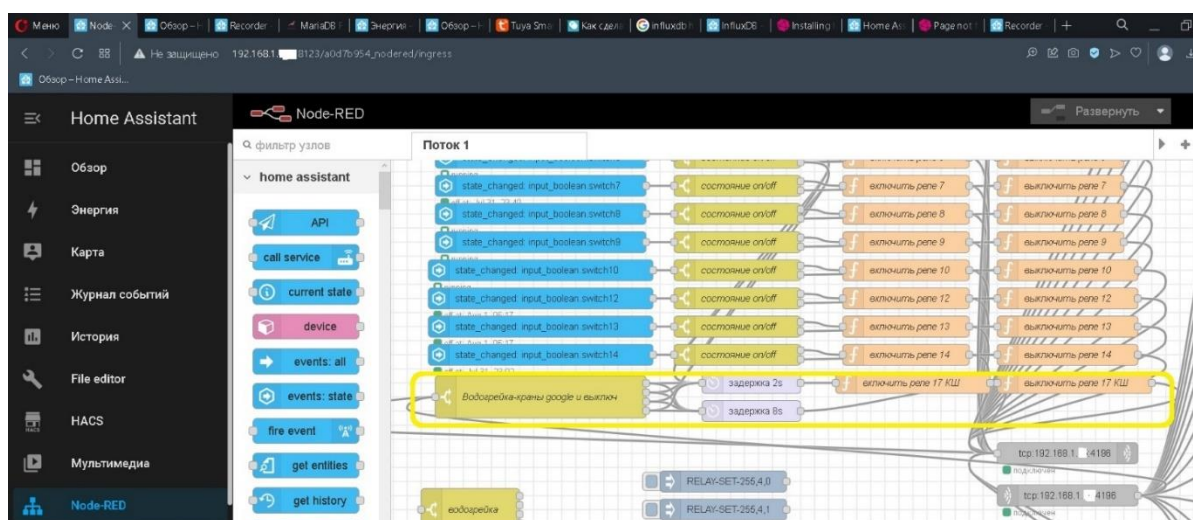 Меню Node- Обзор – H Recorder MariaDB Энергия - Обзор – H Tuya Sma Как сдела influxdb h InfluxDB - Installing Home Ass Page not f Recorder
Не защищено 192.168.1. 8123/a0d7b954_nodered/ingress
Обзор – Home Assi...
Home Assistant
Node-RED
Развернуть
фильтр узлов
Поток 1
Обзор
Энергия
Карта
Журнал событий
История
File editor
HACS
Мультимедиа
Node-RED
home assistant
API
call service
current state
device
events: all
events: state
fire event
get entities
get history
state_changed: input_boolean.switch7 состояние on/off включить реле 7 выключить реле 7
state_changed: input_boolean.switch8 состояние on/off включить реле 8 выключить реле 8
state_changed: input_boolean.switch9 состояние on/off включить реле 9 выключить реле 9
state_changed: input_boolean.switch10 состояние on/off включить реле 10 выключить реле 10
state_changed: input_boolean.switch12 состояние on/off включить реле 12 выключить реле 12
state_changed: input_boolean.switch13 состояние on/off включить реле 13 выключить реле 13
state_changed: input_boolean.switch14 состояние on/off включить реле 14 выключить реле 14
Водогрейка-краны google и выключ
задержка 2s включить реле 17 КШ выключить реле 17 КШ
задержка 8s
tcp:192.168.1. :4196
подключен
RELAY-SET-255,4,0
tcp:192.168.1. :4196
подключен
водогрейка
RELAY-SET-255,4,1